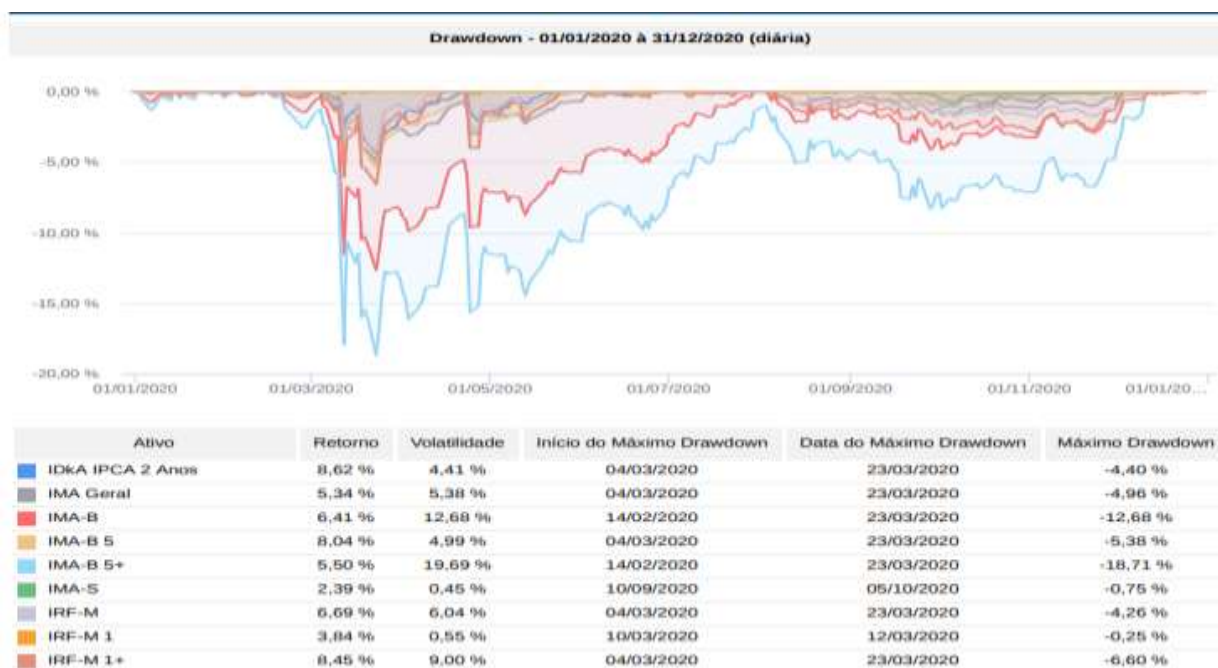 Drawdown - 01/01/2020 à 31/12/2020 (diária)
0,00 %
-5,00 %
-10,00 %
-15,00 %
-20,00 %
01/01/2020 01/03/2020 01/05/2020 01/07/2020 01/09/2020 01/11/2020 01/01/20...
Ativo Retorno Volatilidade Início do Máximo Drawdown Data do Máximo Drawdown Máximo Drawdown
IDkA IPCA 2 Anos 8,62 % 4,41 % 04/03/2020 23/03/2020 -4,40 %
IMA Geral 5,34 % 5,38 % 04/03/2020 23/03/2020 -4,96 %
IMA-B 6,41 % 12,68 % 14/02/2020 23/03/2020 -12,68 %
IMA-B 5 8,04 % 4,99 % 04/03/2020 23/03/2020 -5,38 %
IMA-B 5+ 5,50 % 19,69 % 14/02/2020 23/03/2020 -18,71 %
IMA-S 2,39 % 0,45 % 10/09/2020 05/10/2020 -0,75 %
IRF-M 6,69 % 6,04 % 04/03/2020 23/03/2020 -4,26 %
IRF-M 1 3,84 % 0,55 % 10/03/2020 12/03/2020 -0,25 %
IRF-M 1+ 8,45 % 9,00 % 04/03/2020 23/03/2020 -6,60 %